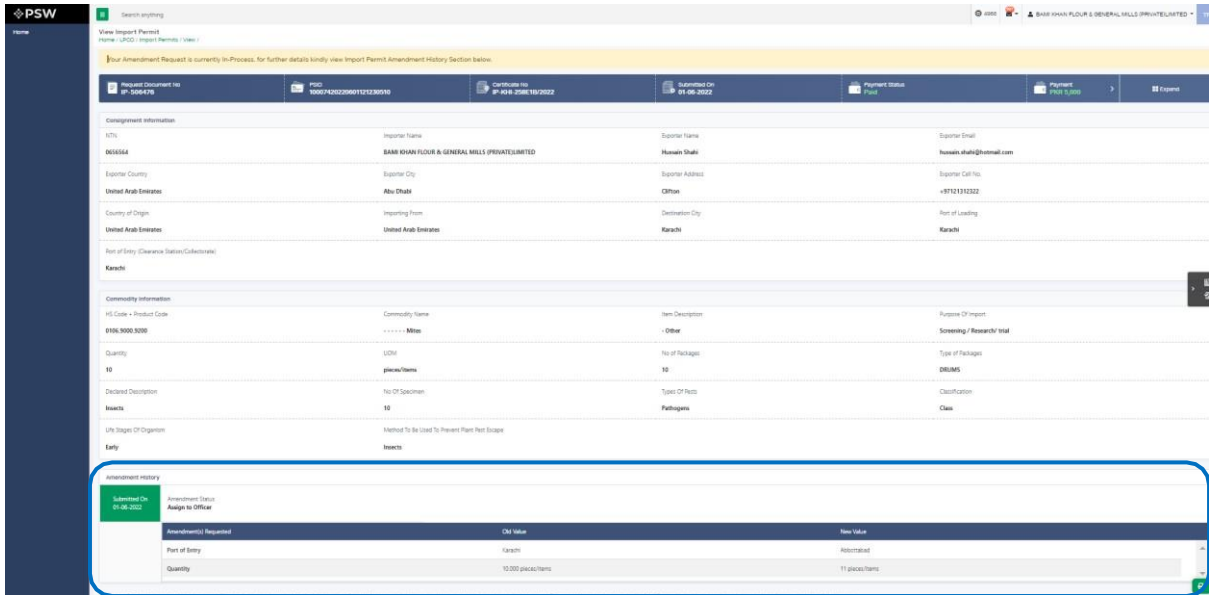 PSW
Search anything
BAMI KHAN FLOUR & GENERAL MILLS (PRIVATE)LIMITED
Home
View Import Permit
Home / LPCO / Import Permits / View /
Your Amendment Request is currently In-Process, for further details kindly view Import Permit Amendment History Section below.
Request Document No PSID Certificate No Submitted On Payment Status Payment
IP-506476 10007420220601121230510 01-06-2022 Paid PKR 11,000 Expand
Consignment Information
NTN Importer Name Exporter Name Exporter Email
0656564 BAMI KHAN FLOUR & GENERAL MILLS (PRIVATE)LIMITED Hussain Shahi hussain.shahi@hotmail.com
Exporter Country Exporter City Exporter Address Exporter Cell No.
United Arab Emirates Abu Dhabi Clifton +97121312322
Country of Origin Importing From Destination City Port of Loading
United Arab Emirates United Arab Emirates Karachi Karachi
Port of Entry (Clearance Station/Collectorate)
Karachi
Commodity Information
HS Code + Product Code Commodity Name Item Description Purpose Of Import
0106.9000.9200 - - - - - - Mites - Other Screening / Research/ trial
Quantity UOM No of Packages Type of Packages
10 pieces/items 10 DRUMS
Declared Description No Of Specimen Types Of Pests Classification
Insects 10 Pathogens Class
Life Stages Of Organism Method To Be Used To Prevent Plant Pest Escape
Early Insects
Amendment History
Submitted On Amendment Status
01-06-2022 Assign to Officer
Amendment(s) Requested Old Value New Value
Port of Entry Karachi Abbottabad
Quantity 10.000 pieces/items 11 pieces/items